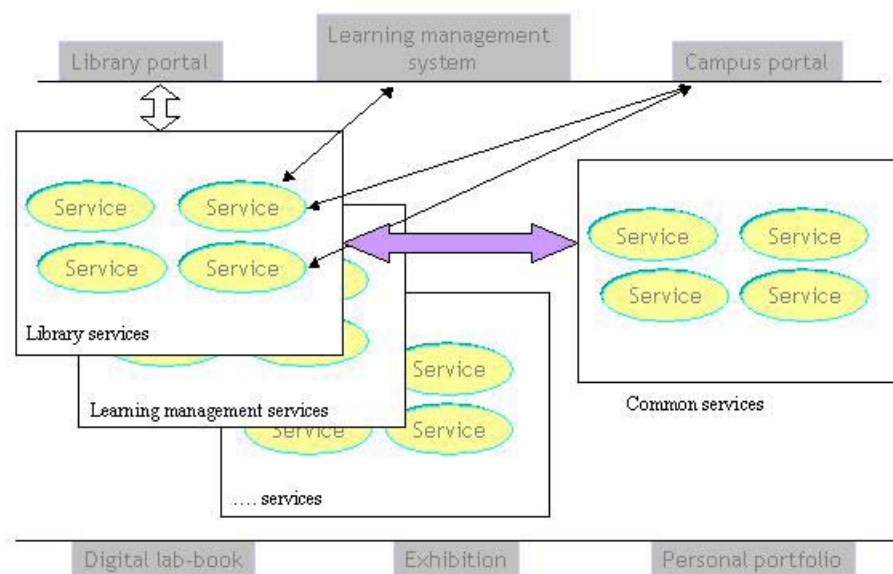 Library portal
Learning management
system
Campus portal
Service
Service
Service
Service
Library services
Service
Service
Service
Service
Common services
Learning management services
Service
Service
Service
.... services
Digital lab-book
Exhibition
Personal portfolio